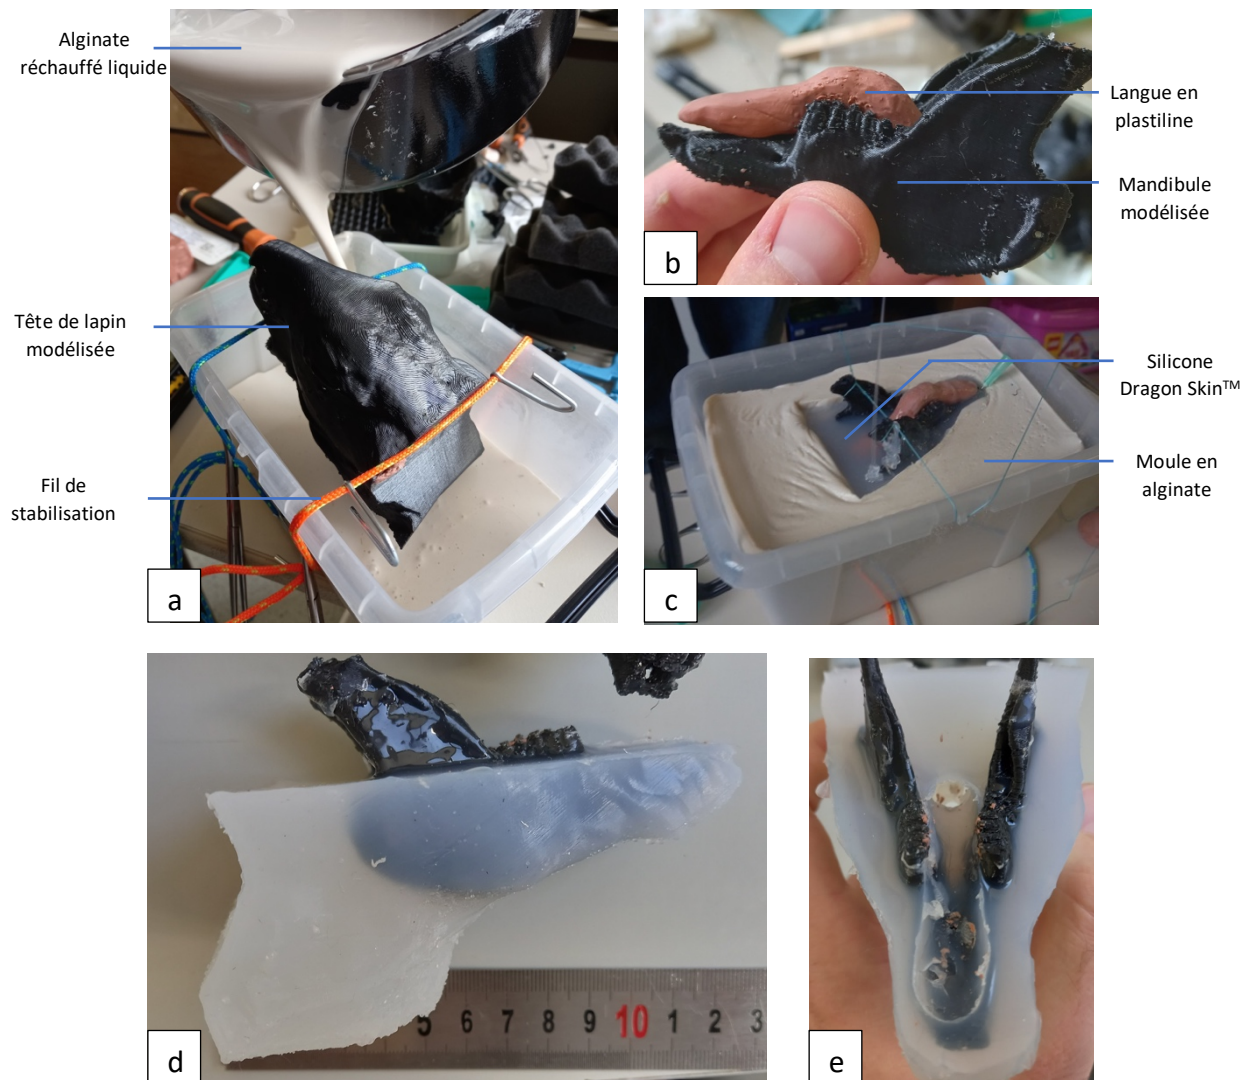 Alginate
réchauffé liquide
Tête de lapin
modélisée
Fil de
stabilisation
a
Langue en
plastiline
Mandibule
modélisée
b
Silicone
Dragon Skin™
Moule en
alginate
c
5 6 7 8 9 10 1 2 3
d
e